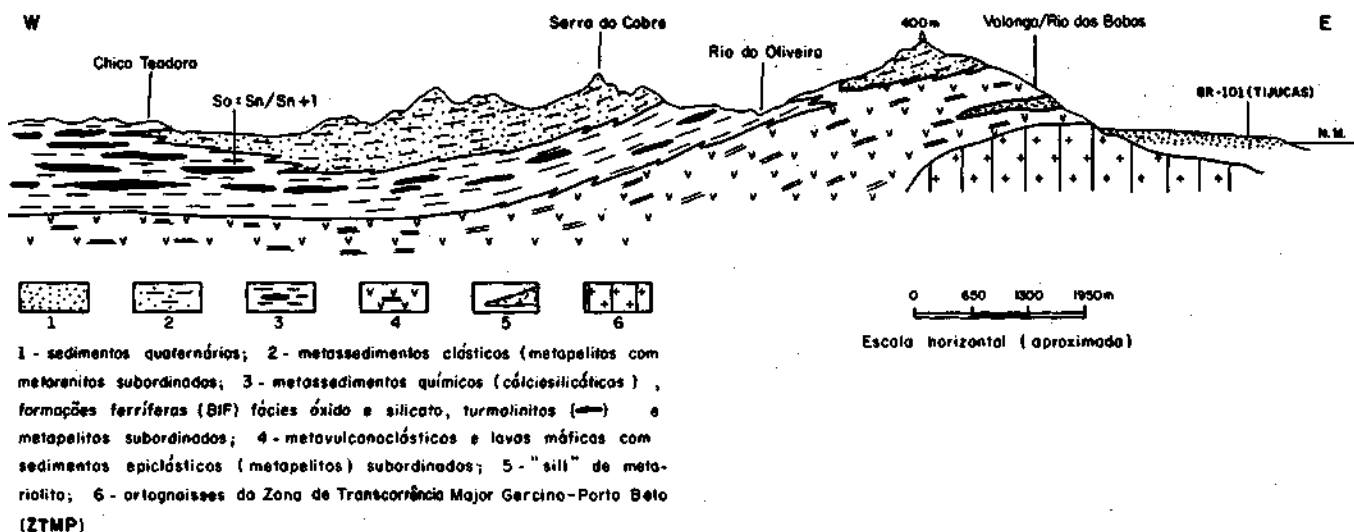 W
Serra do Cobre
400m
Valongo/Rio dos Bobos
E
Chico Teadoro
Rio do Oliveira
So = Sn/Sn+1
BR-101 (TIJUCAS)
N.M.
1
2
3
4
5
6
0 650 1300 1950m
Escala horizontal (aproximada)
1 - sedimentos quaternários; 2 - metassedimentos clásticos (metapelitos com
metarenitos subordinados; 3 - metassedimentos químicos (cálciesilicáticas) ,
formações ferríferas (BIF) fácies óxido e silicato, turmalinitos ( ) e
metapelitos subordinados; 4 - metavulcanoclásticos e lavas máficas com
sedimentos epiclásticos (metapelitos) subordinados; 5 - "sill" de meta-
riolito; 6 - ortognaisses da Zona de Transcorrência Major Gercino-Porto Belo
(ZTMP)